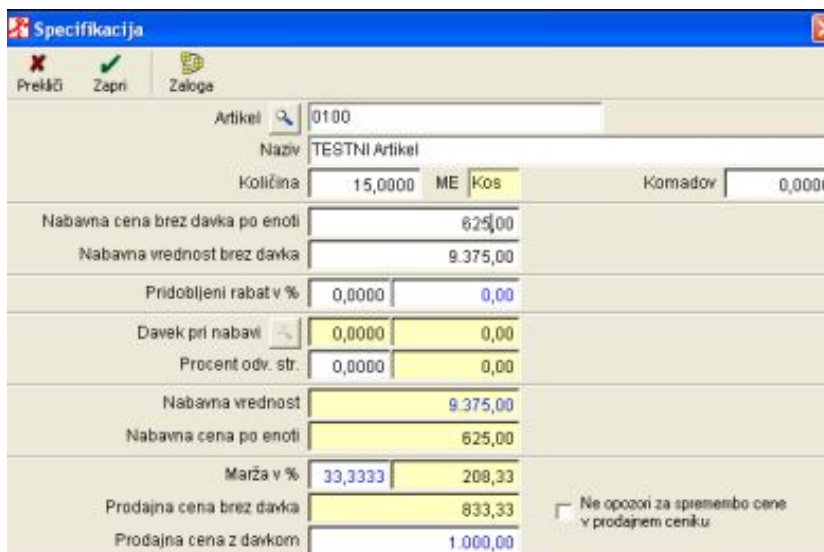 Specifikacija
Prekliči Zapri Zaloga
Artikel 0100
Naziv TESTNI Artikel
Količina 15,0000 ME Kos Komadov 0,0000
Nabavna cena brez davka po enoti 625,00
Nabavna vrednost brez davka 9.375,00
Pridobljeni rabat v % 0,0000 0,00
Davek pri nabavi 0,0000 0,00
Procent odv. str. 0,0000 0,00
Nabavna vrednost 9.375,00
Nabavna cena po enoti 625,00
Marža v % 33,3333 208,33
Prodajna cena brez davka 833,33
Ne opozori za spremembo cene
v prodajnem ceniku
Prodajna cena z davkom 1.000,00